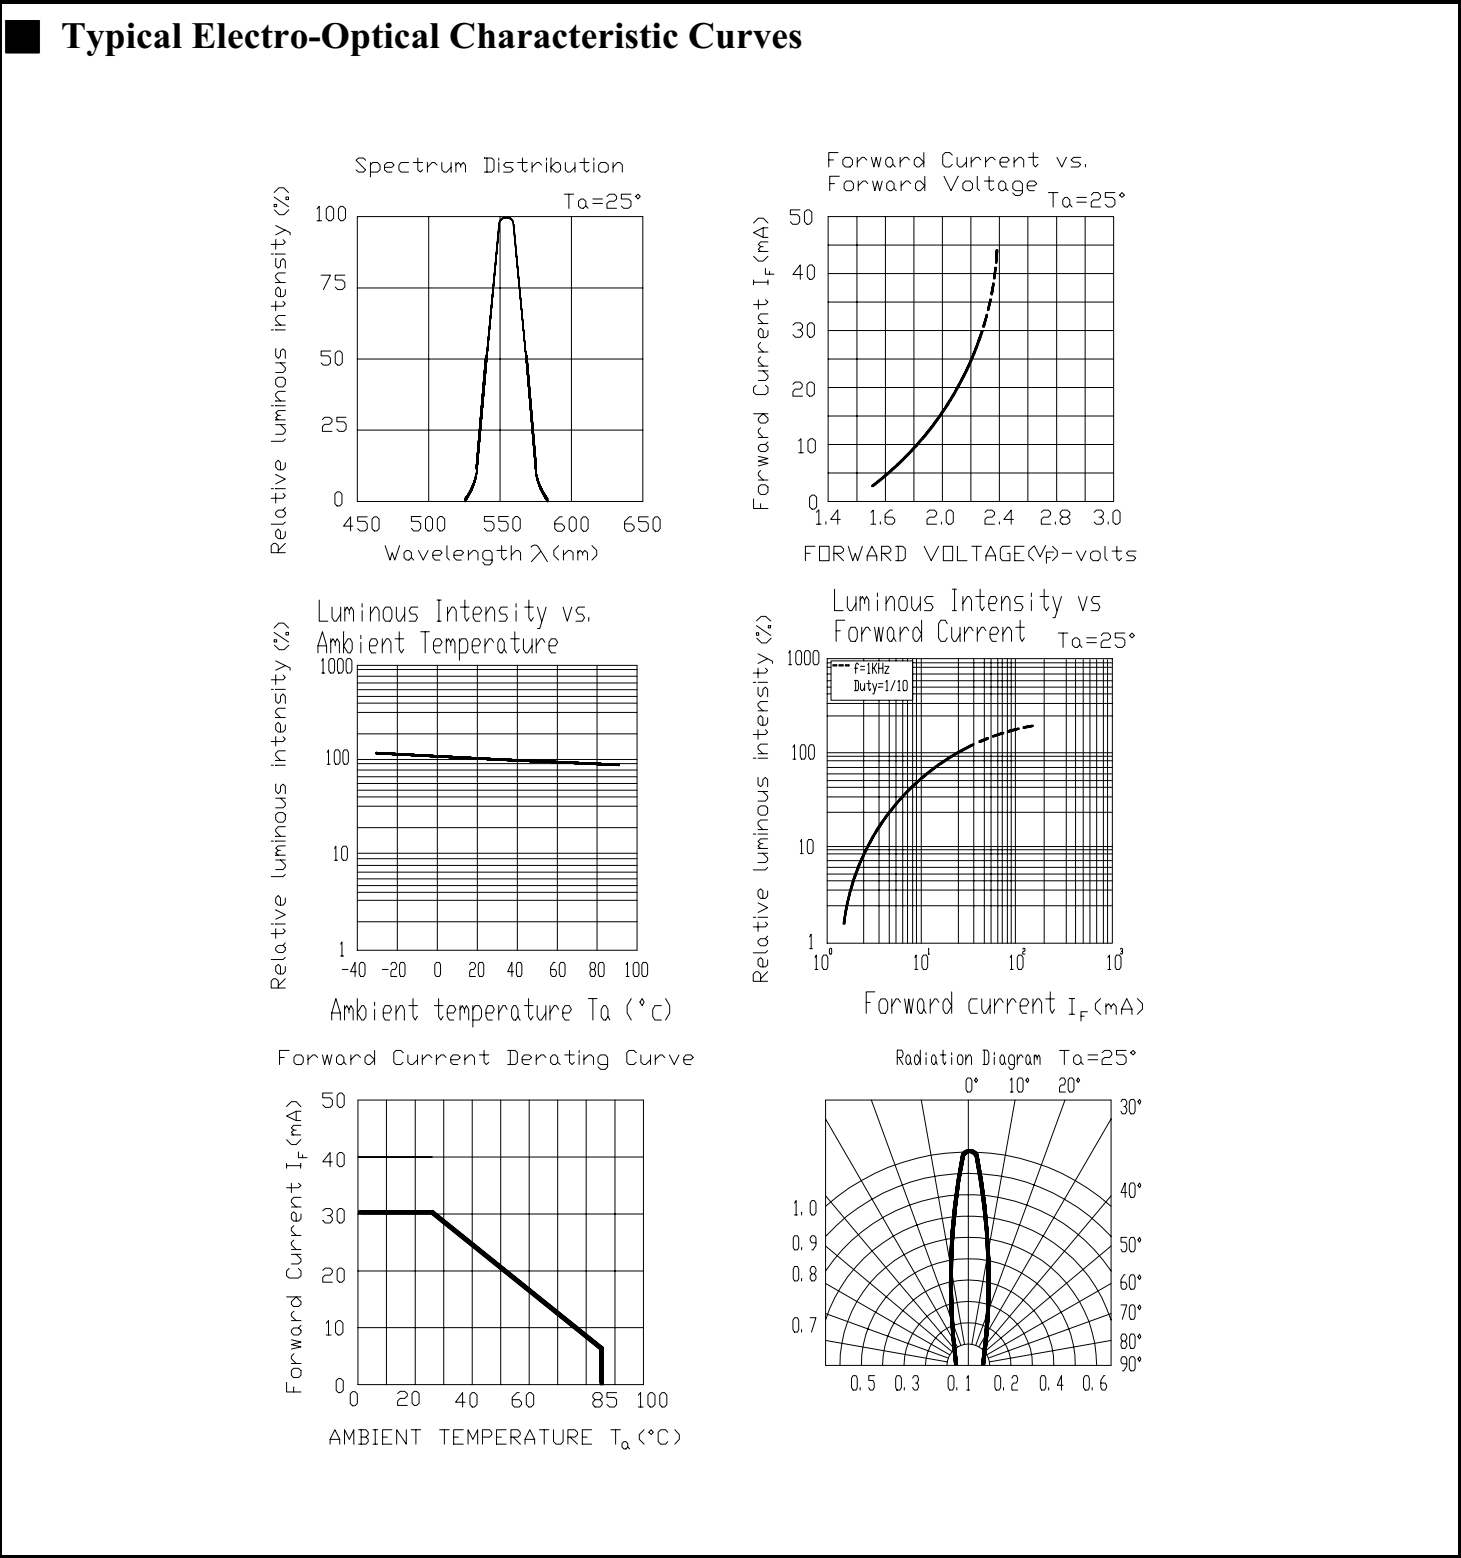 Typical Electro-Optical Characteristic Curves
Spectrum Distribution
Ta=25°
Relative luminous intensity (%)
100
75
50
25
0
450 500 550 600 650
Wavelength λ (nm)
Forward Current vs.
Forward Voltage
Ta=25°
Forward Current IF (mA)
50
40
30
20
10
0
1.4 1.6 2.0 2.4 2.8 3.0
FORWARD VOLTAGE(VF)-volts
Luminous Intensity vs.
Ambient Temperature
Relative luminous intensity (%)
1000
100
10
1
-40 -20 0 20 40 60 80 100
Ambient temperature Ta (°C)
Luminous Intensity vs
Forward Current
Ta=25°
Relative luminous intensity (%)
1000
f=1KHz
Duty=1/10
100
10
1
10⁰ 10¹ 10² 10³
Forward current IF (mA)
Forward Current Derating Curve
Forward Current IF (mA)
50
40
30
20
10
0
0 20 40 60 85 100
AMBIENT TEMPERATURE Ta (°C)
Radiation Diagram Ta=25°
0° 10° 20°
30°
40°
50°
60°
70°
80°
90°
1.0
0.9
0.8
0.7
0.5 0.3 0.1 0.2 0.4 0.6